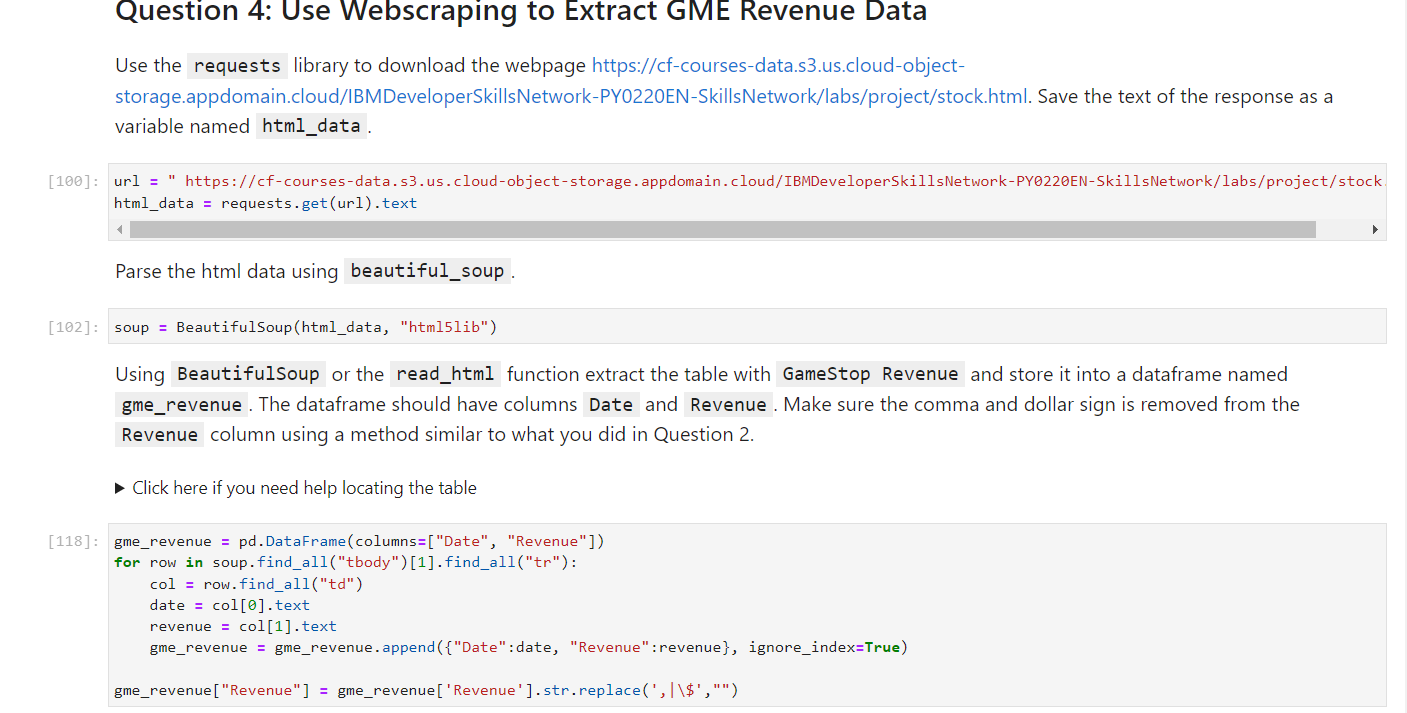 Question 4: Use Webscraping to Extract GME Revenue Data
Use the requests library to download the webpage https://cf-courses-data.s3.us.cloud-object-
storage.appdomain.cloud/IBMDeveloperSkillsNetwork-PY0220EN-SkillsNetwork/labs/project/stock.html. Save the text of the response as a
variable named html_data.
[100]: url = " https://cf-courses-data.s3.us.cloud-object-storage.appdomain.cloud/IBMDeveloperSkillsNetwork-PY0220EN-SkillsNetwork/labs/project/stock.
html_data = requests.get(url).text
Parse the html data using beautiful_soup.
[102]: soup = BeautifulSoup(html_data, "html5lib")
Using BeautifulSoup or the read_html function extract the table with GameStop Revenue and store it into a dataframe named
gme_revenue. The dataframe should have columns Date and Revenue. Make sure the comma and dollar sign is removed from the
Revenue column using a method similar to what you did in Question 2.
Click here if you need help locating the table
[118]: gme_revenue = pd.DataFrame(columns=["Date", "Revenue"])
for row in soup.find_all("tbody")[1].find_all("tr"):
    col = row.find_all("td")
    date = col[0].text
    revenue = col[1].text
    gme_revenue = gme_revenue.append({"Date":date, "Revenue":revenue}, ignore_index=True)
gme_revenue["Revenue"] = gme_revenue['Revenue'].str.replace(',|\$',"")